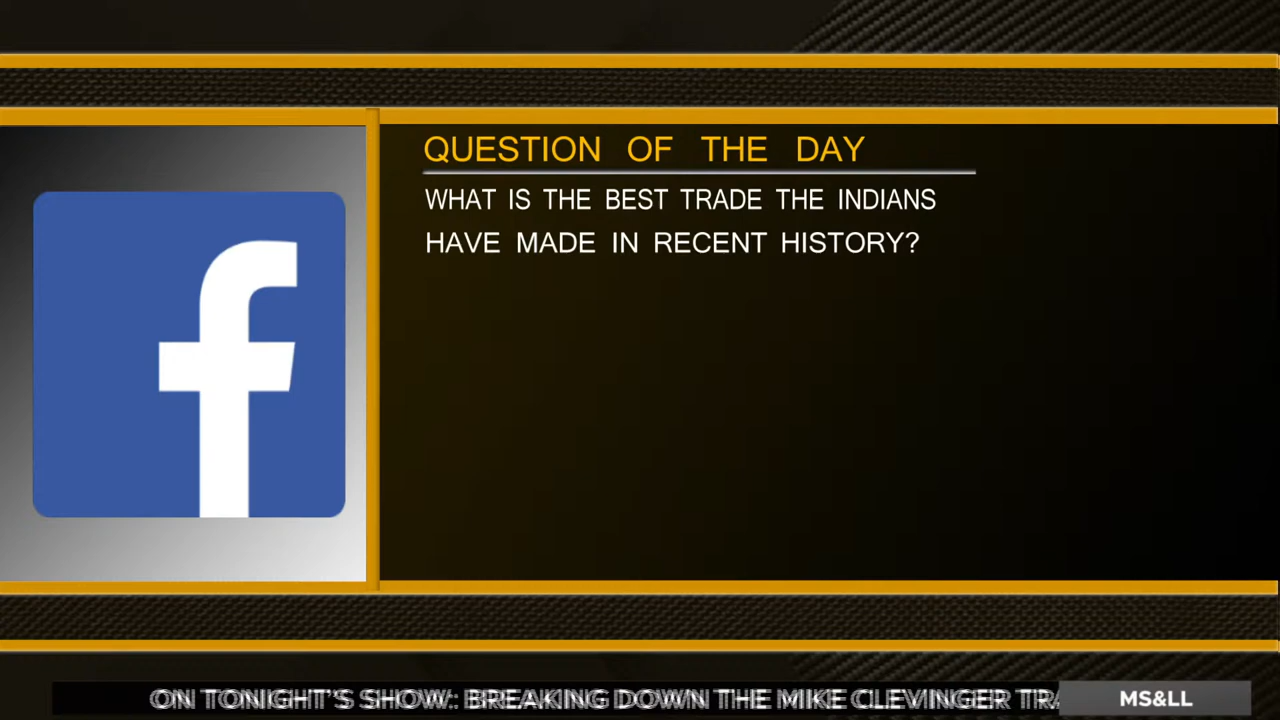 QUESTION OF THE DAY
WHAT IS THE BEST TRADE THE INDIANS
HAVE MADE IN RECENT HISTORY?
ON TONIGHT'S SHOW: BREAKING DOWN THE MIKE CLEVINGER TRA
MS&LL